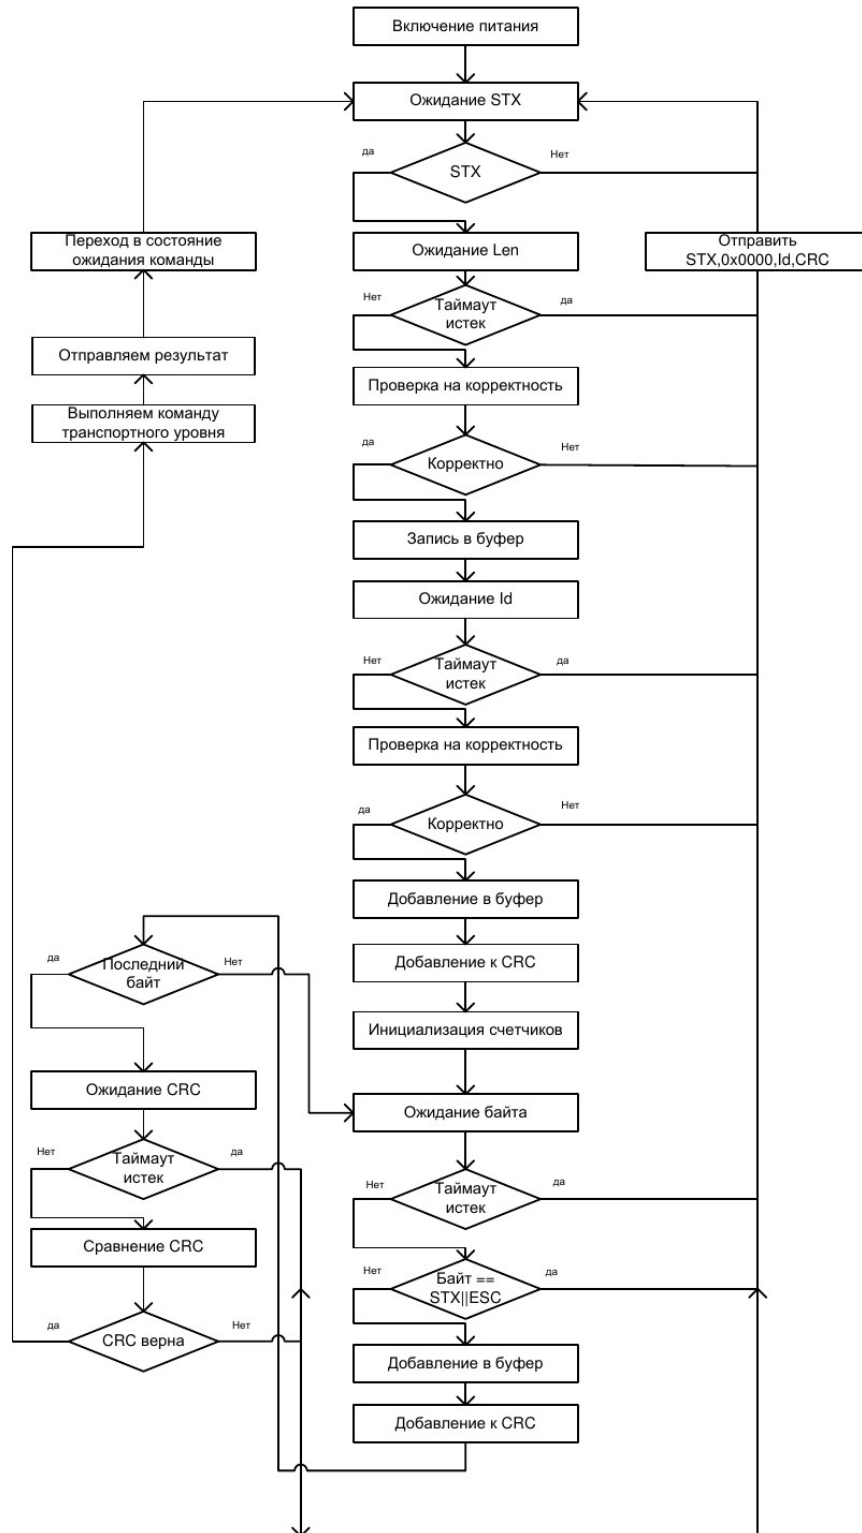 Включение питания
Ожидание STX
да
Нет
STX
Переход в состояние
ожидания команды
Ожидание Len
Отправить
STX,0x0000,Id,CRC
Нет
да
Таймаут
истек
Отправляем результат
Проверка на корректность
Выполняем команду
транспортного уровня
да
Нет
Корректно
Запись в буфер
Ожидание Id
Нет
да
Таймаут
истек
Проверка на корректность
да
Нет
Корректно
Добавление в буфер
да
Нет
Последний
байт
Добавление к CRC
Инициализация счетчиков
Ожидание CRC
Ожидание байта
Нет
да
Таймаут
истек
Нет
да
Таймаут
истек
Сравнение CRC
Нет
да
Байт ==
STX||ESC
да
Нет
CRC верна
Добавление в буфер
Добавление к CRC